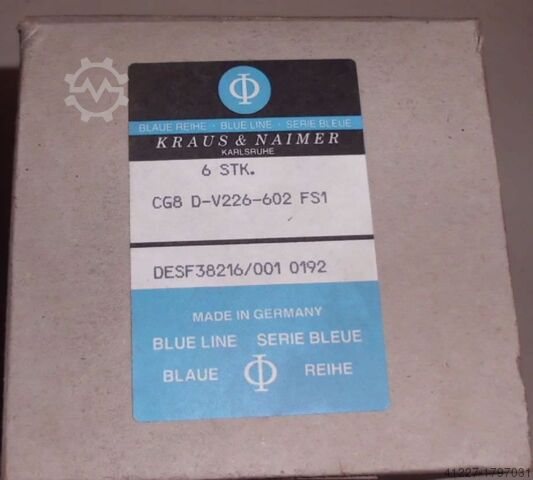 Φ
BLAUE REIHE · BLUE LINE · SERIE BLEUE
KRAUS & NAIMER
KARLSRUHE
6 STK.
CG8 D-V226-602 FS1
DESF38216/001 0192
MADE IN GERMANY
BLUE LINE SERIE BLEUE
BLAUE Φ REIHE
41227-1797031